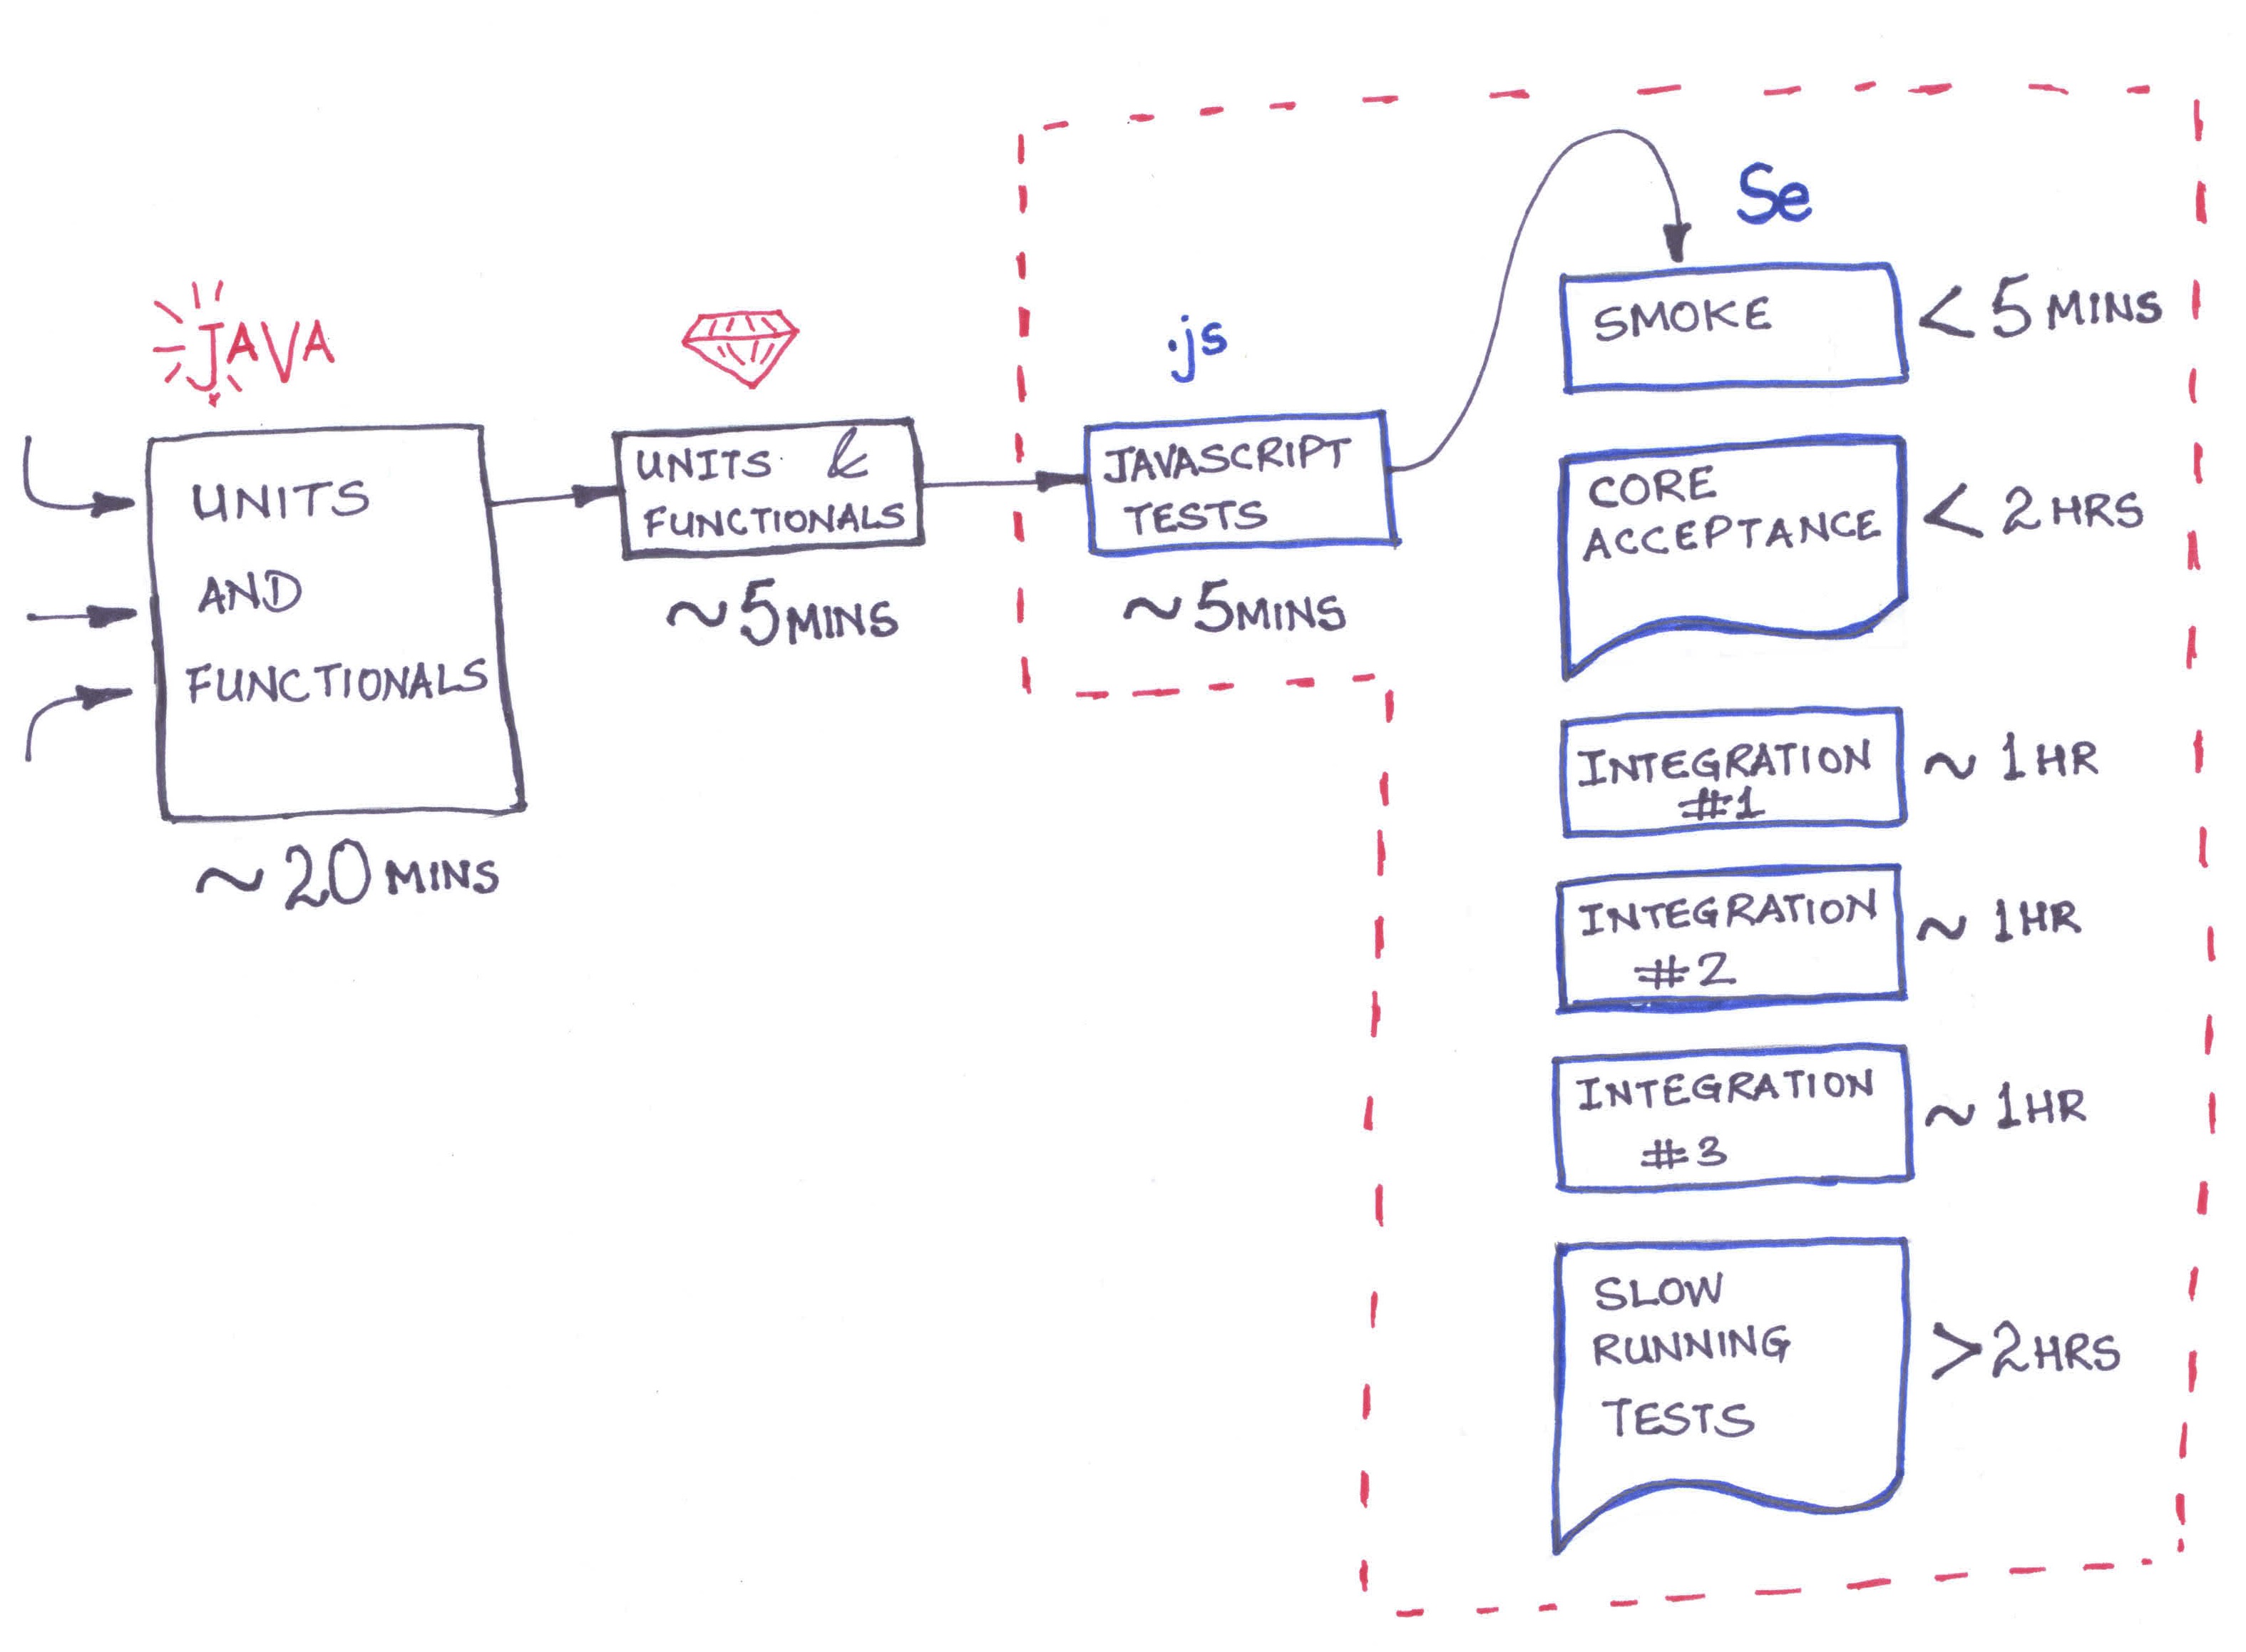 JAVA
UNITS
AND
FUNCTIONALS
~20 MINS
UNITS &
FUNCTIONALS
~5 MINS
.js
JAVASCRIPT
TESTS
~5 MINS
Se
SMOKE
< 5 MINS
CORE
ACCEPTANCE
< 2 HRS
INTEGRATION
#1
~ 1 HR
INTEGRATION
#2
~ 1 HR
INTEGRATION
#3
~ 1 HR
SLOW
RUNNING
TESTS
>2 HRS